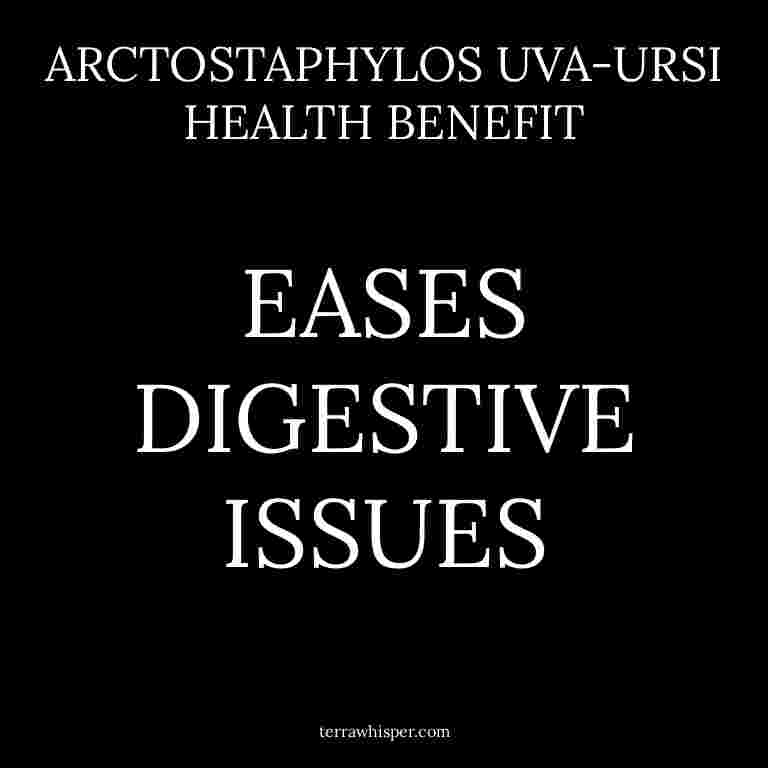 ARCTOSTAPHYLOS UVA-URSI
HEALTH BENEFIT
EASES
DIGESTIVE
ISSUES
terrawhisper.com